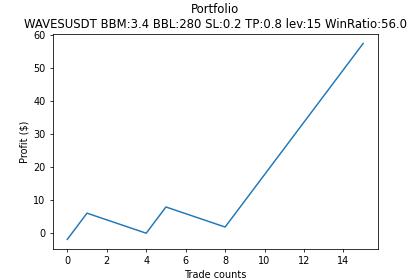 Portfolio
WAVESUSDT BBM:3.4 BBL:280 SL:0.2 TP:0.8 lev:15 WinRatio:56.0
60
50
40
30
20
10
0
Profit ($)
0 2 4 6 8 10 12 14
Trade counts